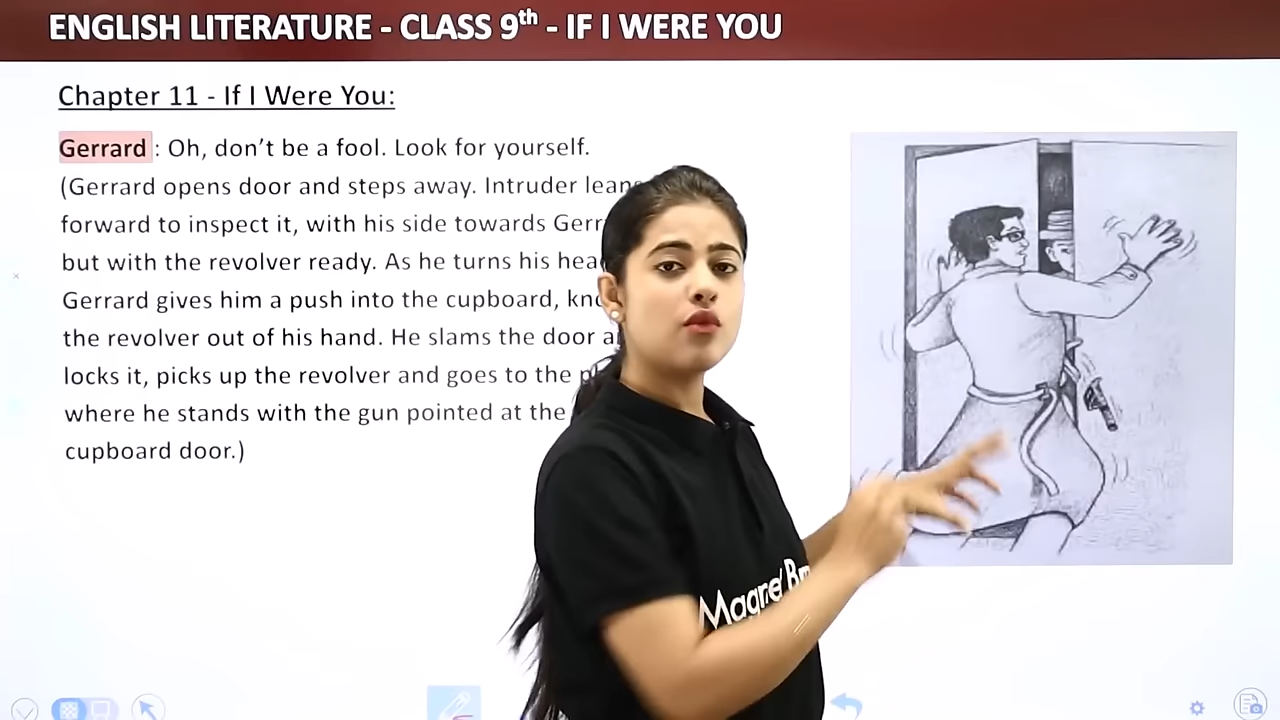 ENGLISH LITERATURE - CLASS 9th - IF I WERE YOU
Chapter 11 - If I Were You:
Gerrard : Oh, don’t be a fool. Look for yourself.
(Gerrard opens door and steps away. Intruder leans
forward to inspect it, with his side towards
but with the revolver ready. As he turns his
Gerrard gives him a push into the cupboard,
the revolver out of his hand. He slams the door
locks it, picks up the revolver and goes to the
where he stands with the gun pointed at the
cupboard door.)